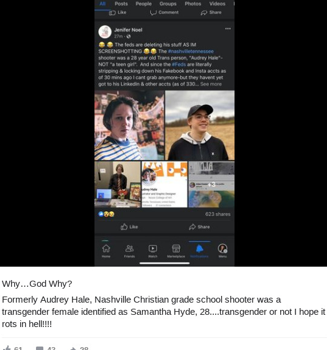 All Posts People Groups Photos Videos
Like Comment Share
Jenifer Noel
17m
The feds are deleting his stuff AS IM
SCREENSHOTTING The #nashvilletennessee
shooter was a 28 year old Trans person, "Audrey Hale"-
NOT "a teen girl". And since the #Feds are literally
stripping & locking down his Fakebook and Insta accts as
of 30 mins ago I cant grab anymore-but they havent yet
got to his LinkedIn & other accts (as of 330... See more
823 shares
Like Share
Home Friends Watch Marketplace Notifications Menu
Why…God Why?
Formerly Audrey Hale, Nashville Christian grade school shooter was a
transgender female identified as Samantha Hyde, 28....transgender or not I hope it
rots in hell!!!!
61 43 29